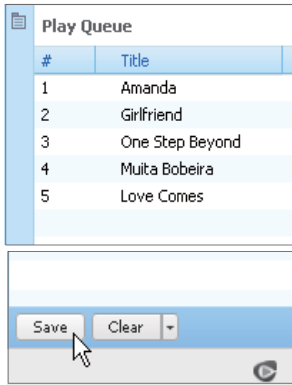 Play Queue
# Title
1 Amanda
2 Girlfriend
3 One Step Beyond
4 Muita Bobeira
5 Love Comes
Save Clear